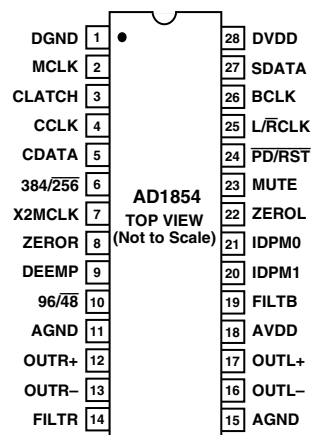 DGND 1 28 DVDD
MCLK 2 27 SDATA
CLATCH 3 26 BCLK
CCLK 4 25 L/R̅CLK
CDATA 5 24 P̅D̅/̅R̅S̅T̅
384/2̅5̅6̅ 6 23 MUTE
X2MCLK 7 22 ZEROL
ZEROR 8 21 IDPM0
DEEMP 9 20 IDPM1
96/4̅8̅ 10 19 FILTB
AGND 11 18 AVDD
OUTR+ 12 17 OUTL+
OUTR– 13 16 OUTL–
FILTR 14 15 AGND
AD1854
TOP VIEW
(Not to Scale)